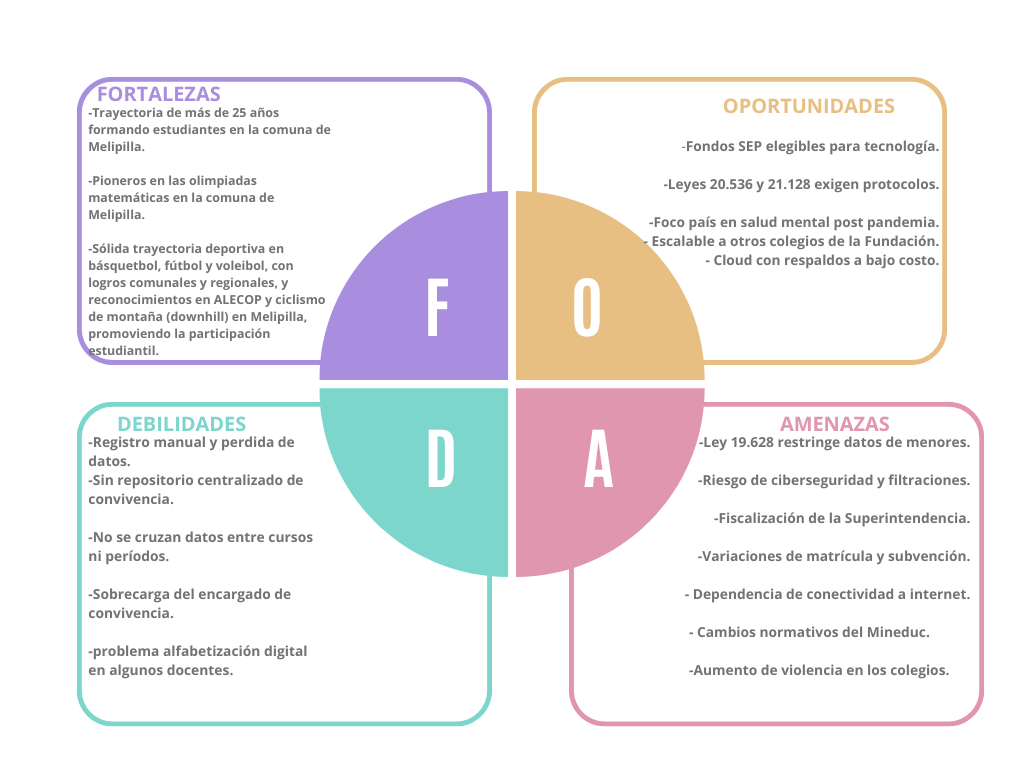 FORTALEZAS
-Trayectoria de más de 25 años
formando estudiantes en la comuna de
Melipilla.
-Pioneros en las olimpiadas
matemáticas en la comuna de
Melipilla.
-Sólida trayectoria deportiva en
básquetbol, fútbol y voleibol, con
logros comunales y regionales, y
reconocimientos en ALECOP y ciclismo
de montaña (downhill) en Melipilla,
promoviendo la participación
estudiantil.
OPORTUNIDADES
-Fondos SEP elegibles para tecnología.
-Leyes 20.536 y 21.128 exigen protocolos.
-Foco país en salud mental post pandemia.
- Escalable a otros colegios de la Fundación.
- Cloud con respaldos a bajo costo.
F
O
D
A
DEBILIDADES
-Registro manual y perdida de
datos.
-Sin repositorio centralizado de
convivencia.
-No se cruzan datos entre cursos
ni períodos.
-Sobrecarga del encargado de
convivencia.
-problema alfabetización digital
en algunos docentes.
AMENAZAS
-Ley 19.628 restringe datos de menores.
-Riesgo de ciberseguridad y filtraciones.
-Fiscalización de la Superintendencia.
-Variaciones de matrícula y subvención.
- Dependencia de conectividad a internet.
- Cambios normativos del Mineduc.
-Aumento de violencia en los colegios.